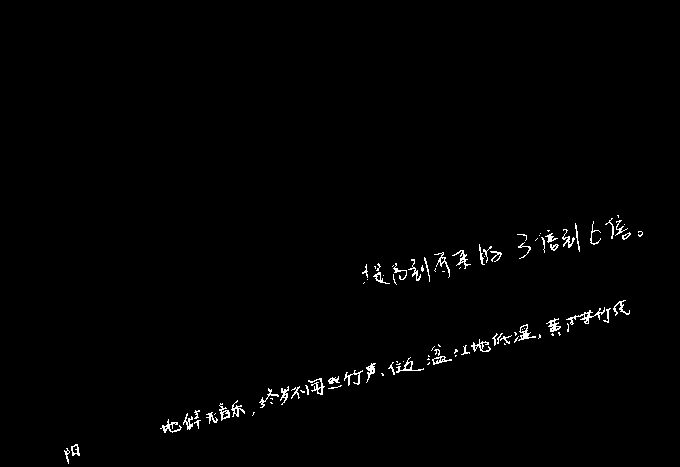 提高到原来的3倍到6倍。
地僻无音乐,终岁不闻丝竹声、住近湓江地低湿,黄芦苦竹绕
阳